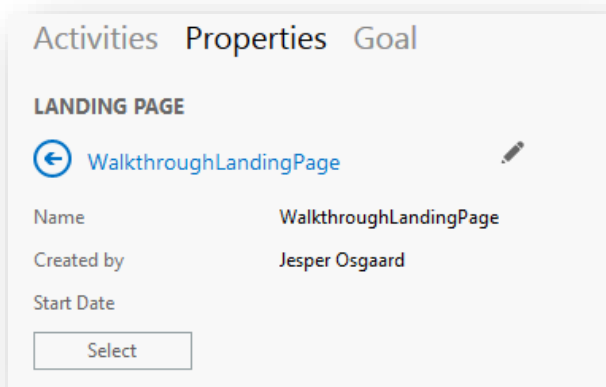 Activities Properties Goal
LANDING PAGE
WalkthroughLandingPage
Name WalkthroughLandingPage
Created by Jesper Osgaard
Start Date
Select